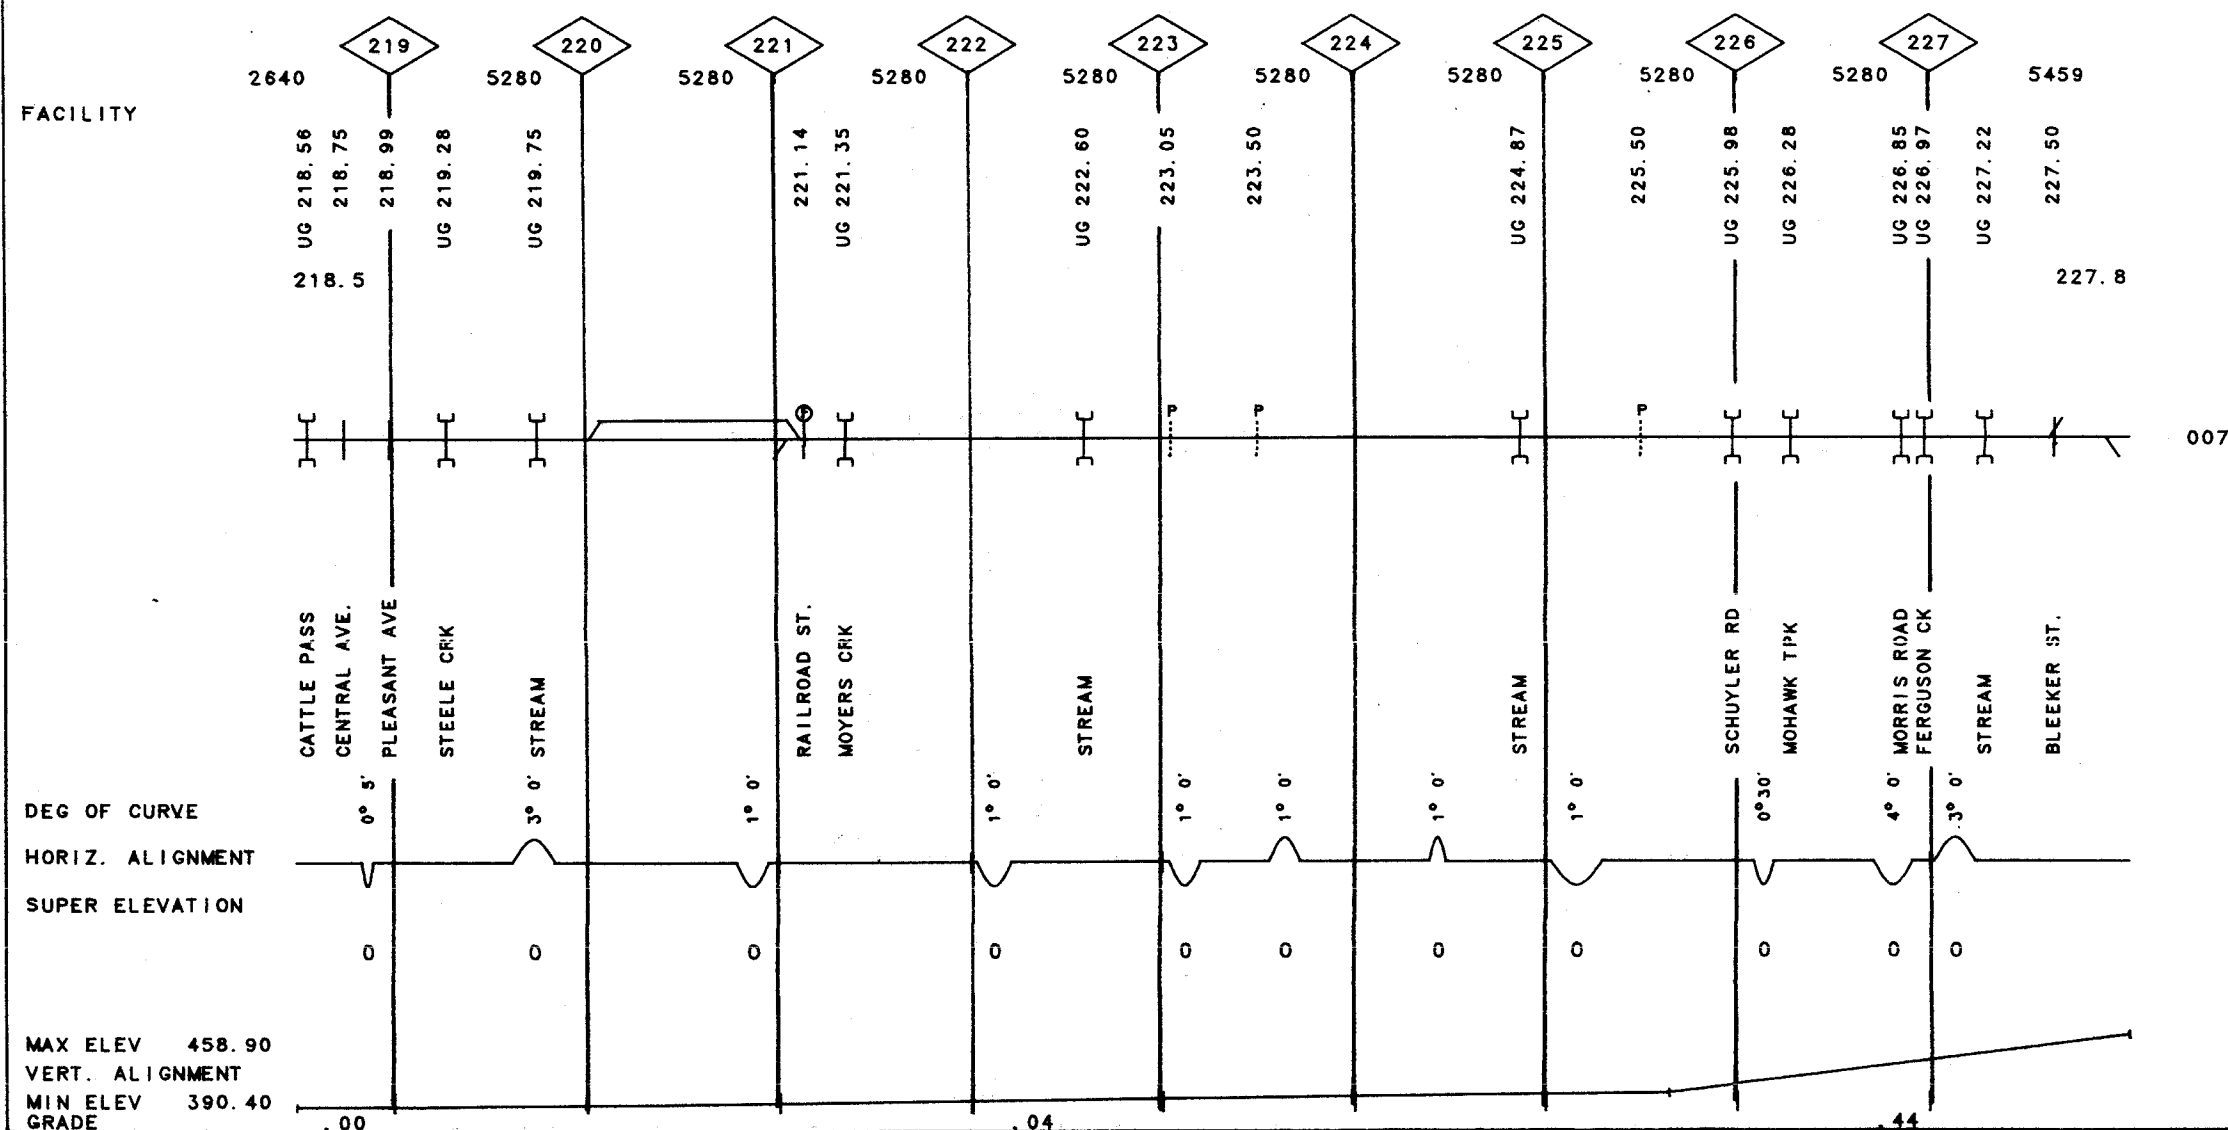 219 220 221 222 223 224 225 226 227
2640 5280 5280 5280 5280 5280 5280 5280 5280 5459
FACILITY
UG 218.56
218.75
218.99
UG 219.28
UG 219.75
221.14
UG 221.35
UG 222.60
223.05
223.50
UG 224.87
225.50
UG 225.98
UG 226.28
UG 226.85
UG 226.97
UG 227.22
227.50
218.5 227.8
P P P P
007
CATTLE PASS
CENTRAL AVE.
PLEASANT AVE
STEELE CRK
STREAM
RAILROAD ST.
MOYERS CRK
STREAM
STREAM
SCHUYLER RD
MOHAWK TPK
MORRIS ROAD
FERGUSON CK
STREAM
BLEEKER ST.
DEG OF CURVE 0° 5' 3° 0' 1° 0' 1° 0' 1° 0' 1° 0' 1° 0' 1° 0' 0°30' 4° 0' 3° 0'
HORIZ. ALIGNMENT
SUPER ELEVATION
0 0 0 0 0 0 0 0 0 0 0
MAX ELEV 458.90
VERT. ALIGNMENT
MIN ELEV 390.40
GRADE .00 .04 .44